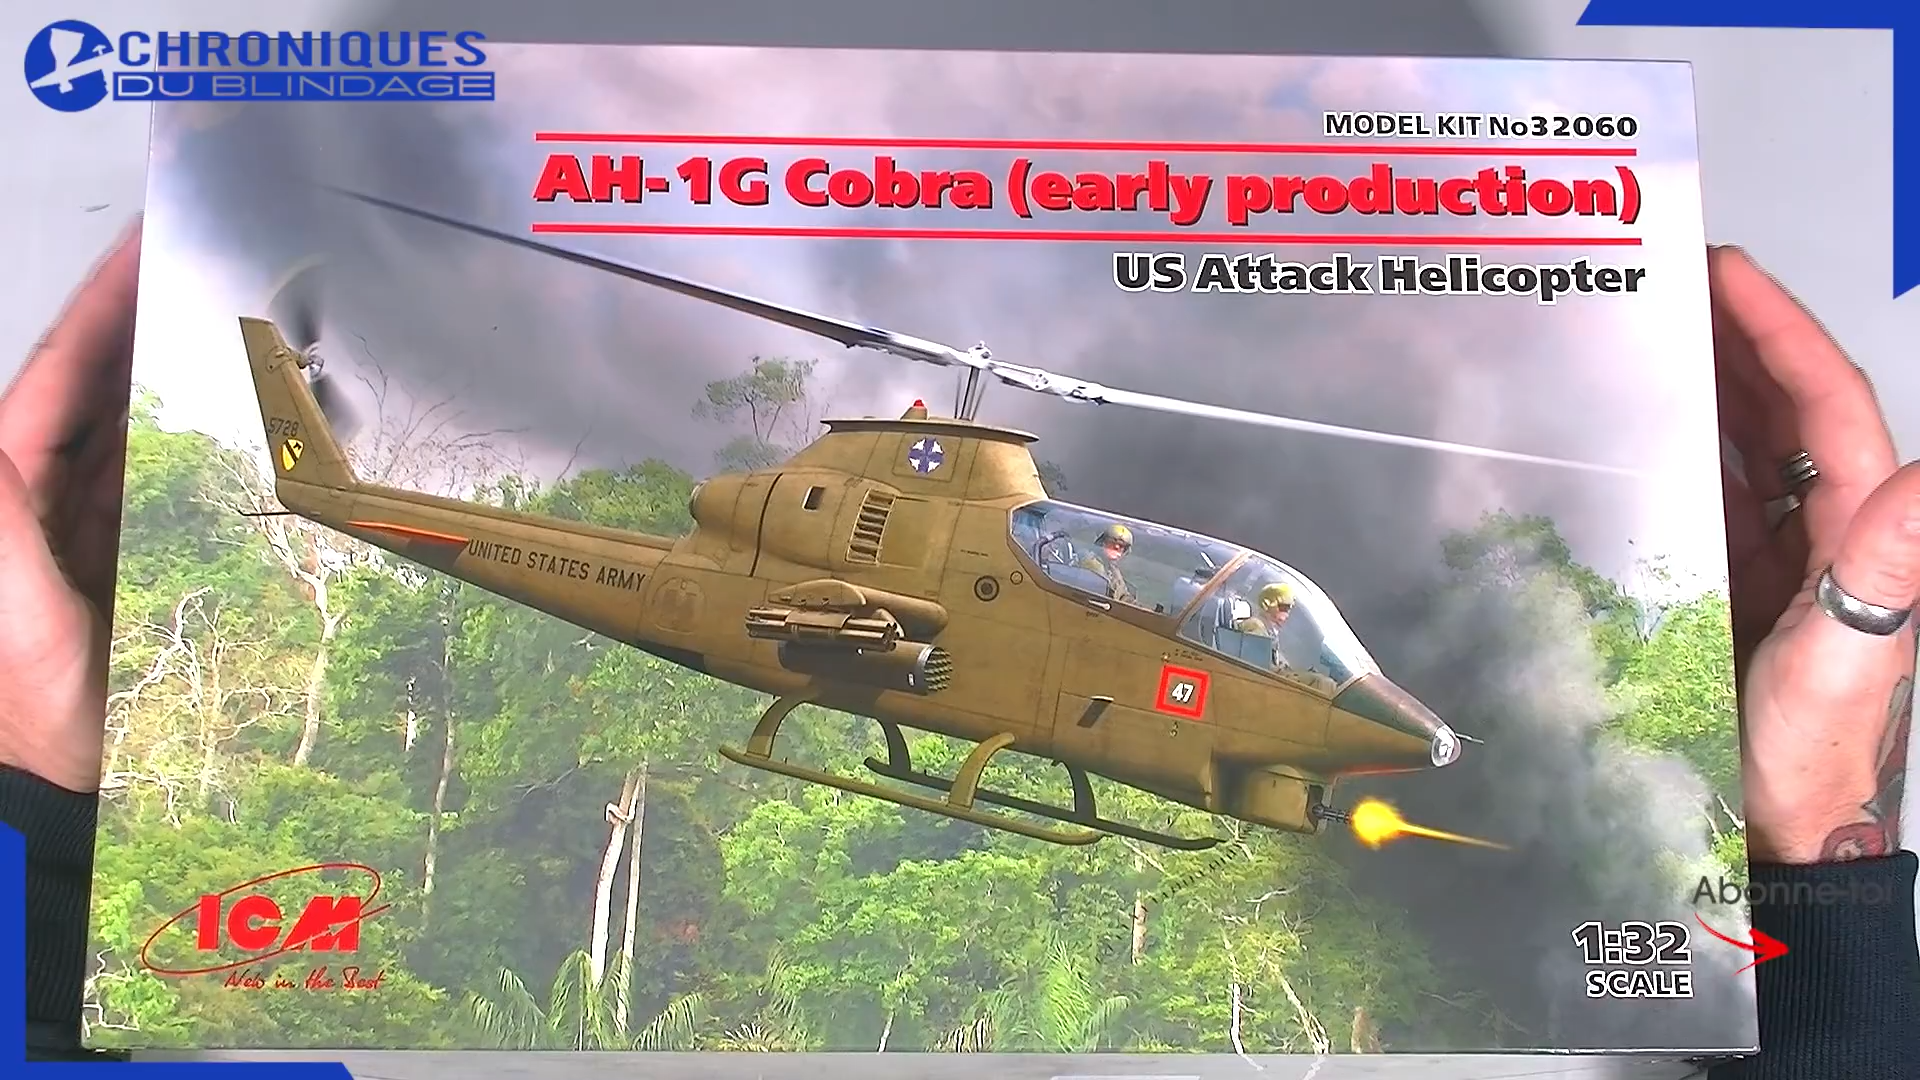 CHRONIQUES
DU BLINDAGE
MODEL KIT No32060
AH-1G Cobra (early production)
US Attack Helicopter
5728
UNITED STATES ARMY
47
ICM
New in the Best
Abonne-toi
1:32
SCALE